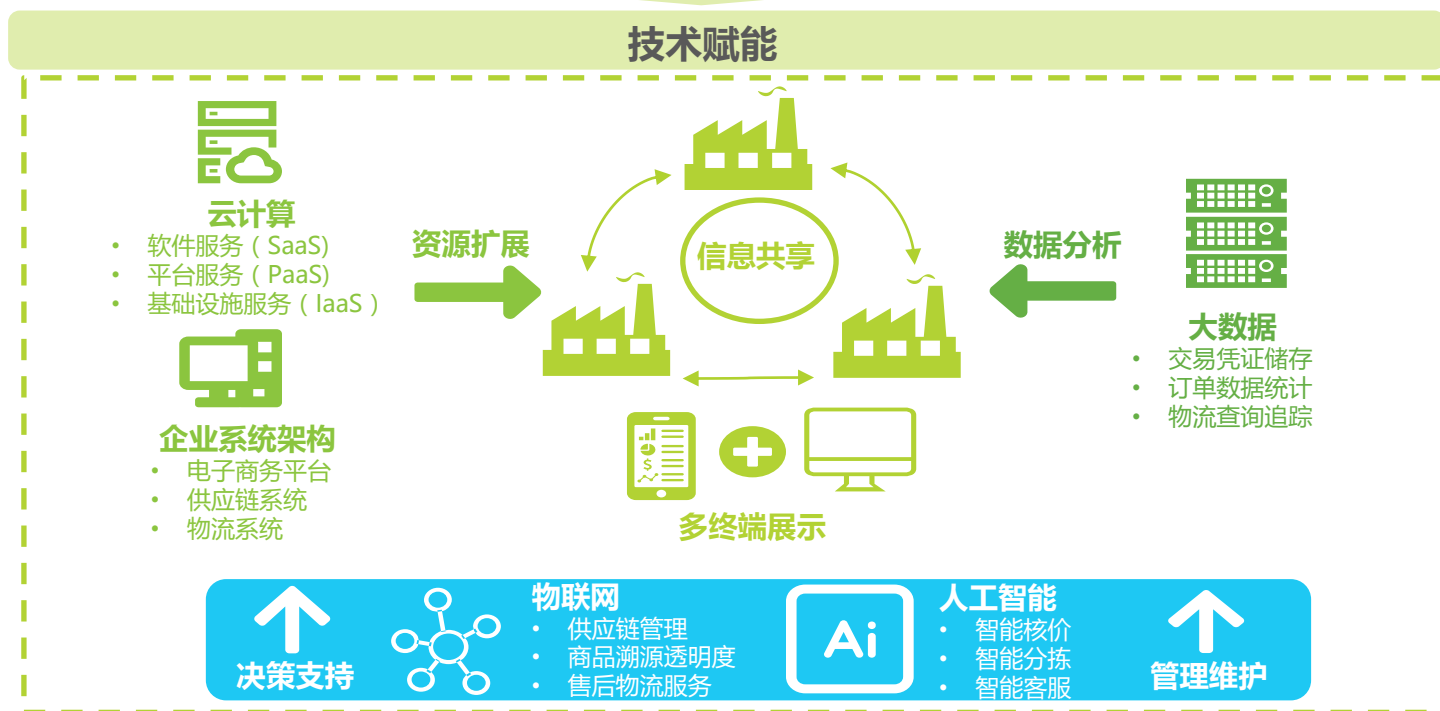 技术赋能
云计算
• 软件服务（SaaS)
• 平台服务（PaaS)
• 基础设施服务（IaaS）
企业系统架构
• 电子商务平台
• 供应链系统
• 物流系统
资源扩展
信息共享
$
多终端展示
数据分析
大数据
• 交易凭证储存
• 订单数据统计
• 物流查询追踪
决策支持
物联网
• 供应链管理
• 商品溯源透明度
• 售后物流服务
Ai
人工智能
• 智能核价
• 智能分拣
• 智能客服
管理维护